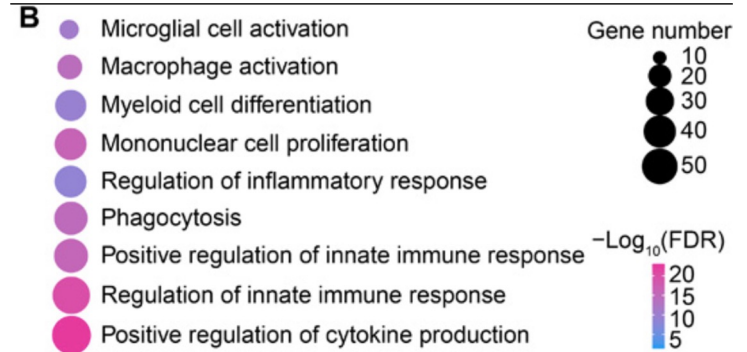 B
Microglial cell activation
Macrophage activation
Myeloid cell differentiation
Mononuclear cell proliferation
Regulation of inflammatory response
Phagocytosis
Positive regulation of innate immune response
Regulation of innate immune response
Positive regulation of cytokine production
Gene number
10
20
30
40
50
−Log10(FDR)
20
15
10
5